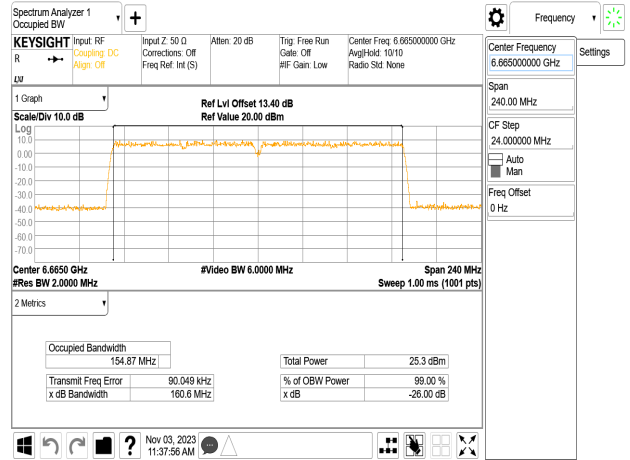 Spectrum Analyzer 1
Occupied BW
KEYSIGHT
R
LXI
Input: RF
Coupling: DC
Align: Off
Input Z: 50 Ω
Corrections: Off
Freq Ref: Int (S)
Atten: 20 dB
Trig: Free Run
Gate: Off
#IF Gain: Low
Center Freq: 6.665000000 GHz
Avg|Hold: 10/10
Radio Std: None
1 Graph
Scale/Div 10.0 dB
Ref Lvl Offset 13.40 dB
Ref Value 20.00 dBm
Log
10.0
0.00
-10.0
-20.0
-30.0
-40.0
-50.0
-60.0
-70.0
Center 6.6650 GHz
#Video BW 6.0000 MHz
Span 240 MHz
#Res BW 2.0000 MHz
Sweep 1.00 ms (1001 pts)
2 Metrics
Occupied Bandwidth
154.87 MHz
Total Power 25.3 dBm
Transmit Freq Error 90.049 kHz
% of OBW Power 99.00 %
x dB Bandwidth 160.6 MHz
x dB -26.00 dB
Nov 03, 2023
11:37:56 AM
?
Frequency
Settings
Center Frequency
6.665000000 GHz
Span
240.00 MHz
CF Step
24.000000 MHz
Auto
Man
Freq Offset
0 Hz